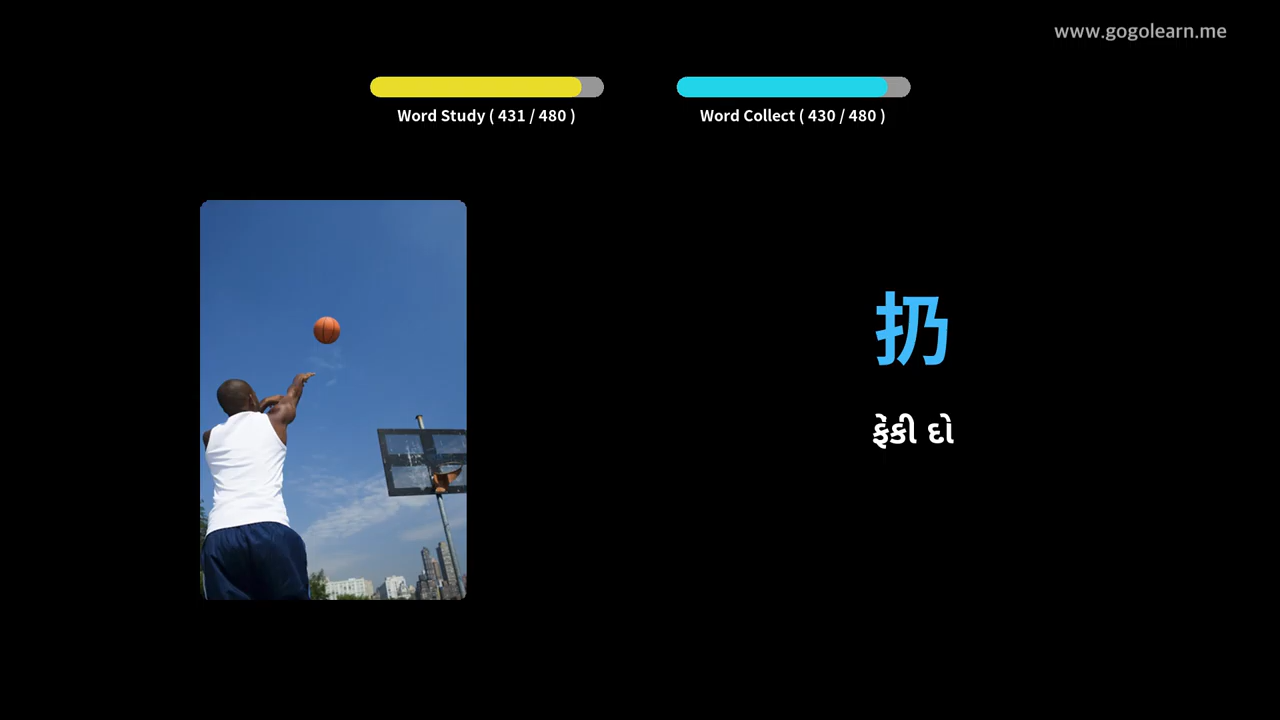 www.gogolearn.me
Word Study ( 431 / 480 )
Word Collect ( 430 / 480 )
扔
ફેંકી દો